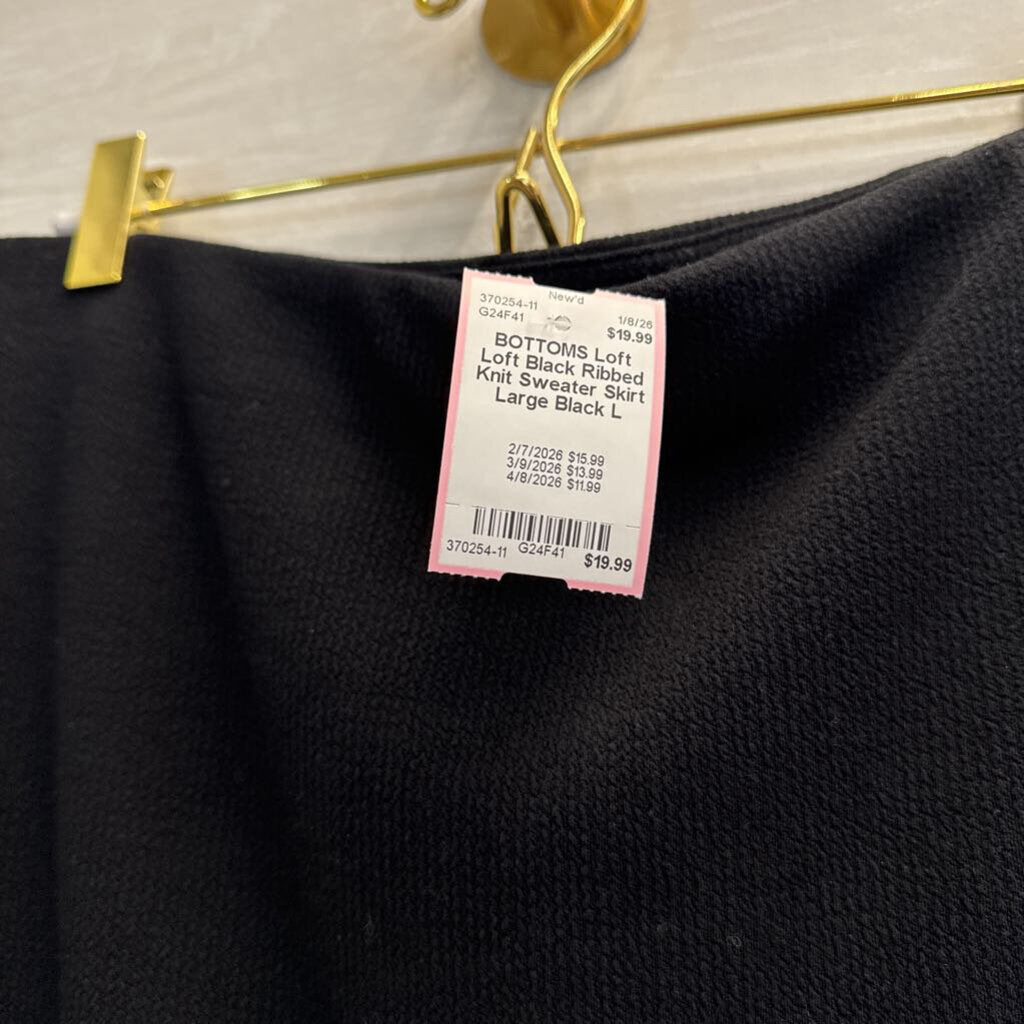 New'd
370254-11 1/8/26
G24F41 $19.99
BOTTOMS Loft
Loft Black Ribbed
Knit Sweater Skirt
Large Black L
2/7/2026 $15.99
3/9/2026 $13.99
4/8/2026 $11.99
370254-11 G24F41 $19.99